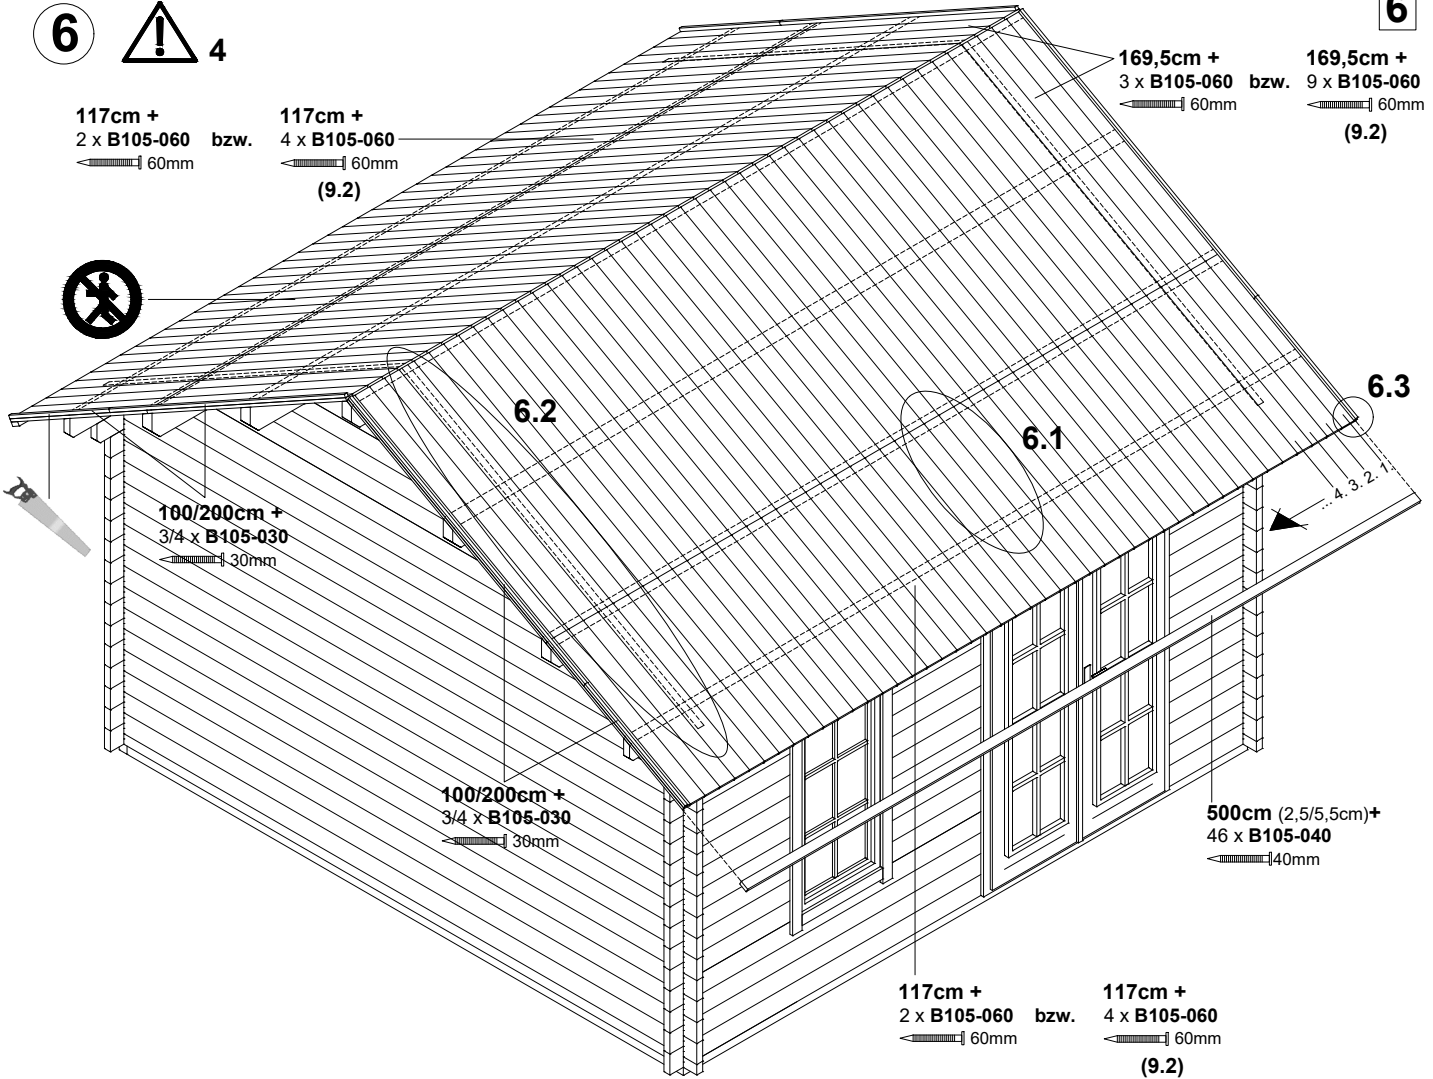 6
4
6
117cm +
2 x B105-060 bzw.
60mm
117cm +
4 x B105-060
60mm
(9.2)
169,5cm +
3 x B105-060 bzw.
60mm
169,5cm +
9 x B105-060
60mm
(9.2)
6.2
6.1
6.3
... 4. 3. 2. 1.
100/200cm +
3/4 x B105-030
30mm
100/200cm +
3/4 x B105-030
30mm
500cm (2,5/5,5cm)+
46 x B105-040
40mm
117cm +
2 x B105-060 bzw.
60mm
117cm +
4 x B105-060
60mm
(9.2)